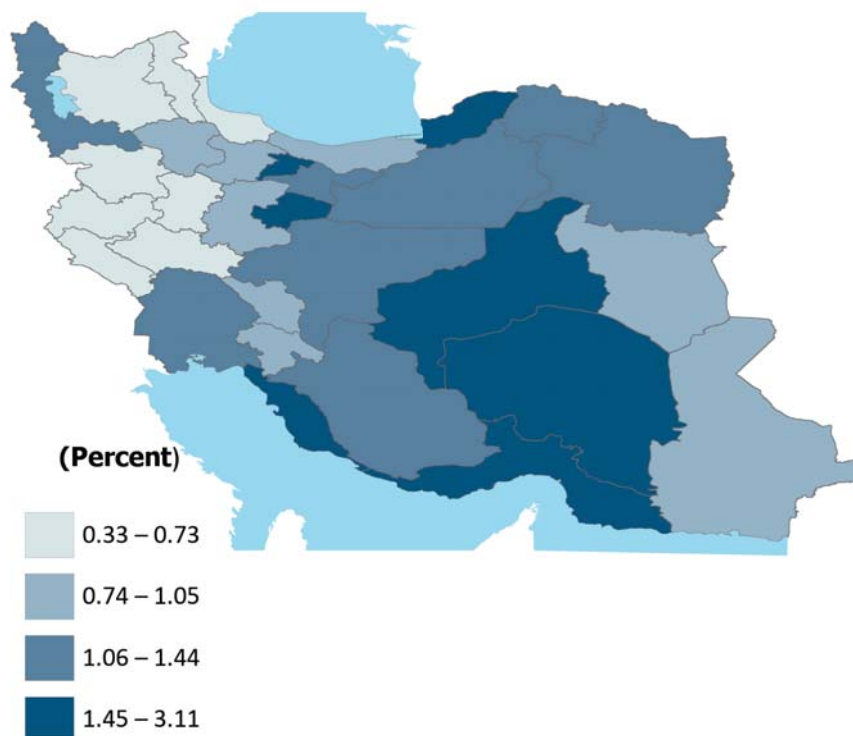 (Percent)
0.33 – 0.73
0.74 – 1.05
1.06 – 1.44
1.45 – 3.11